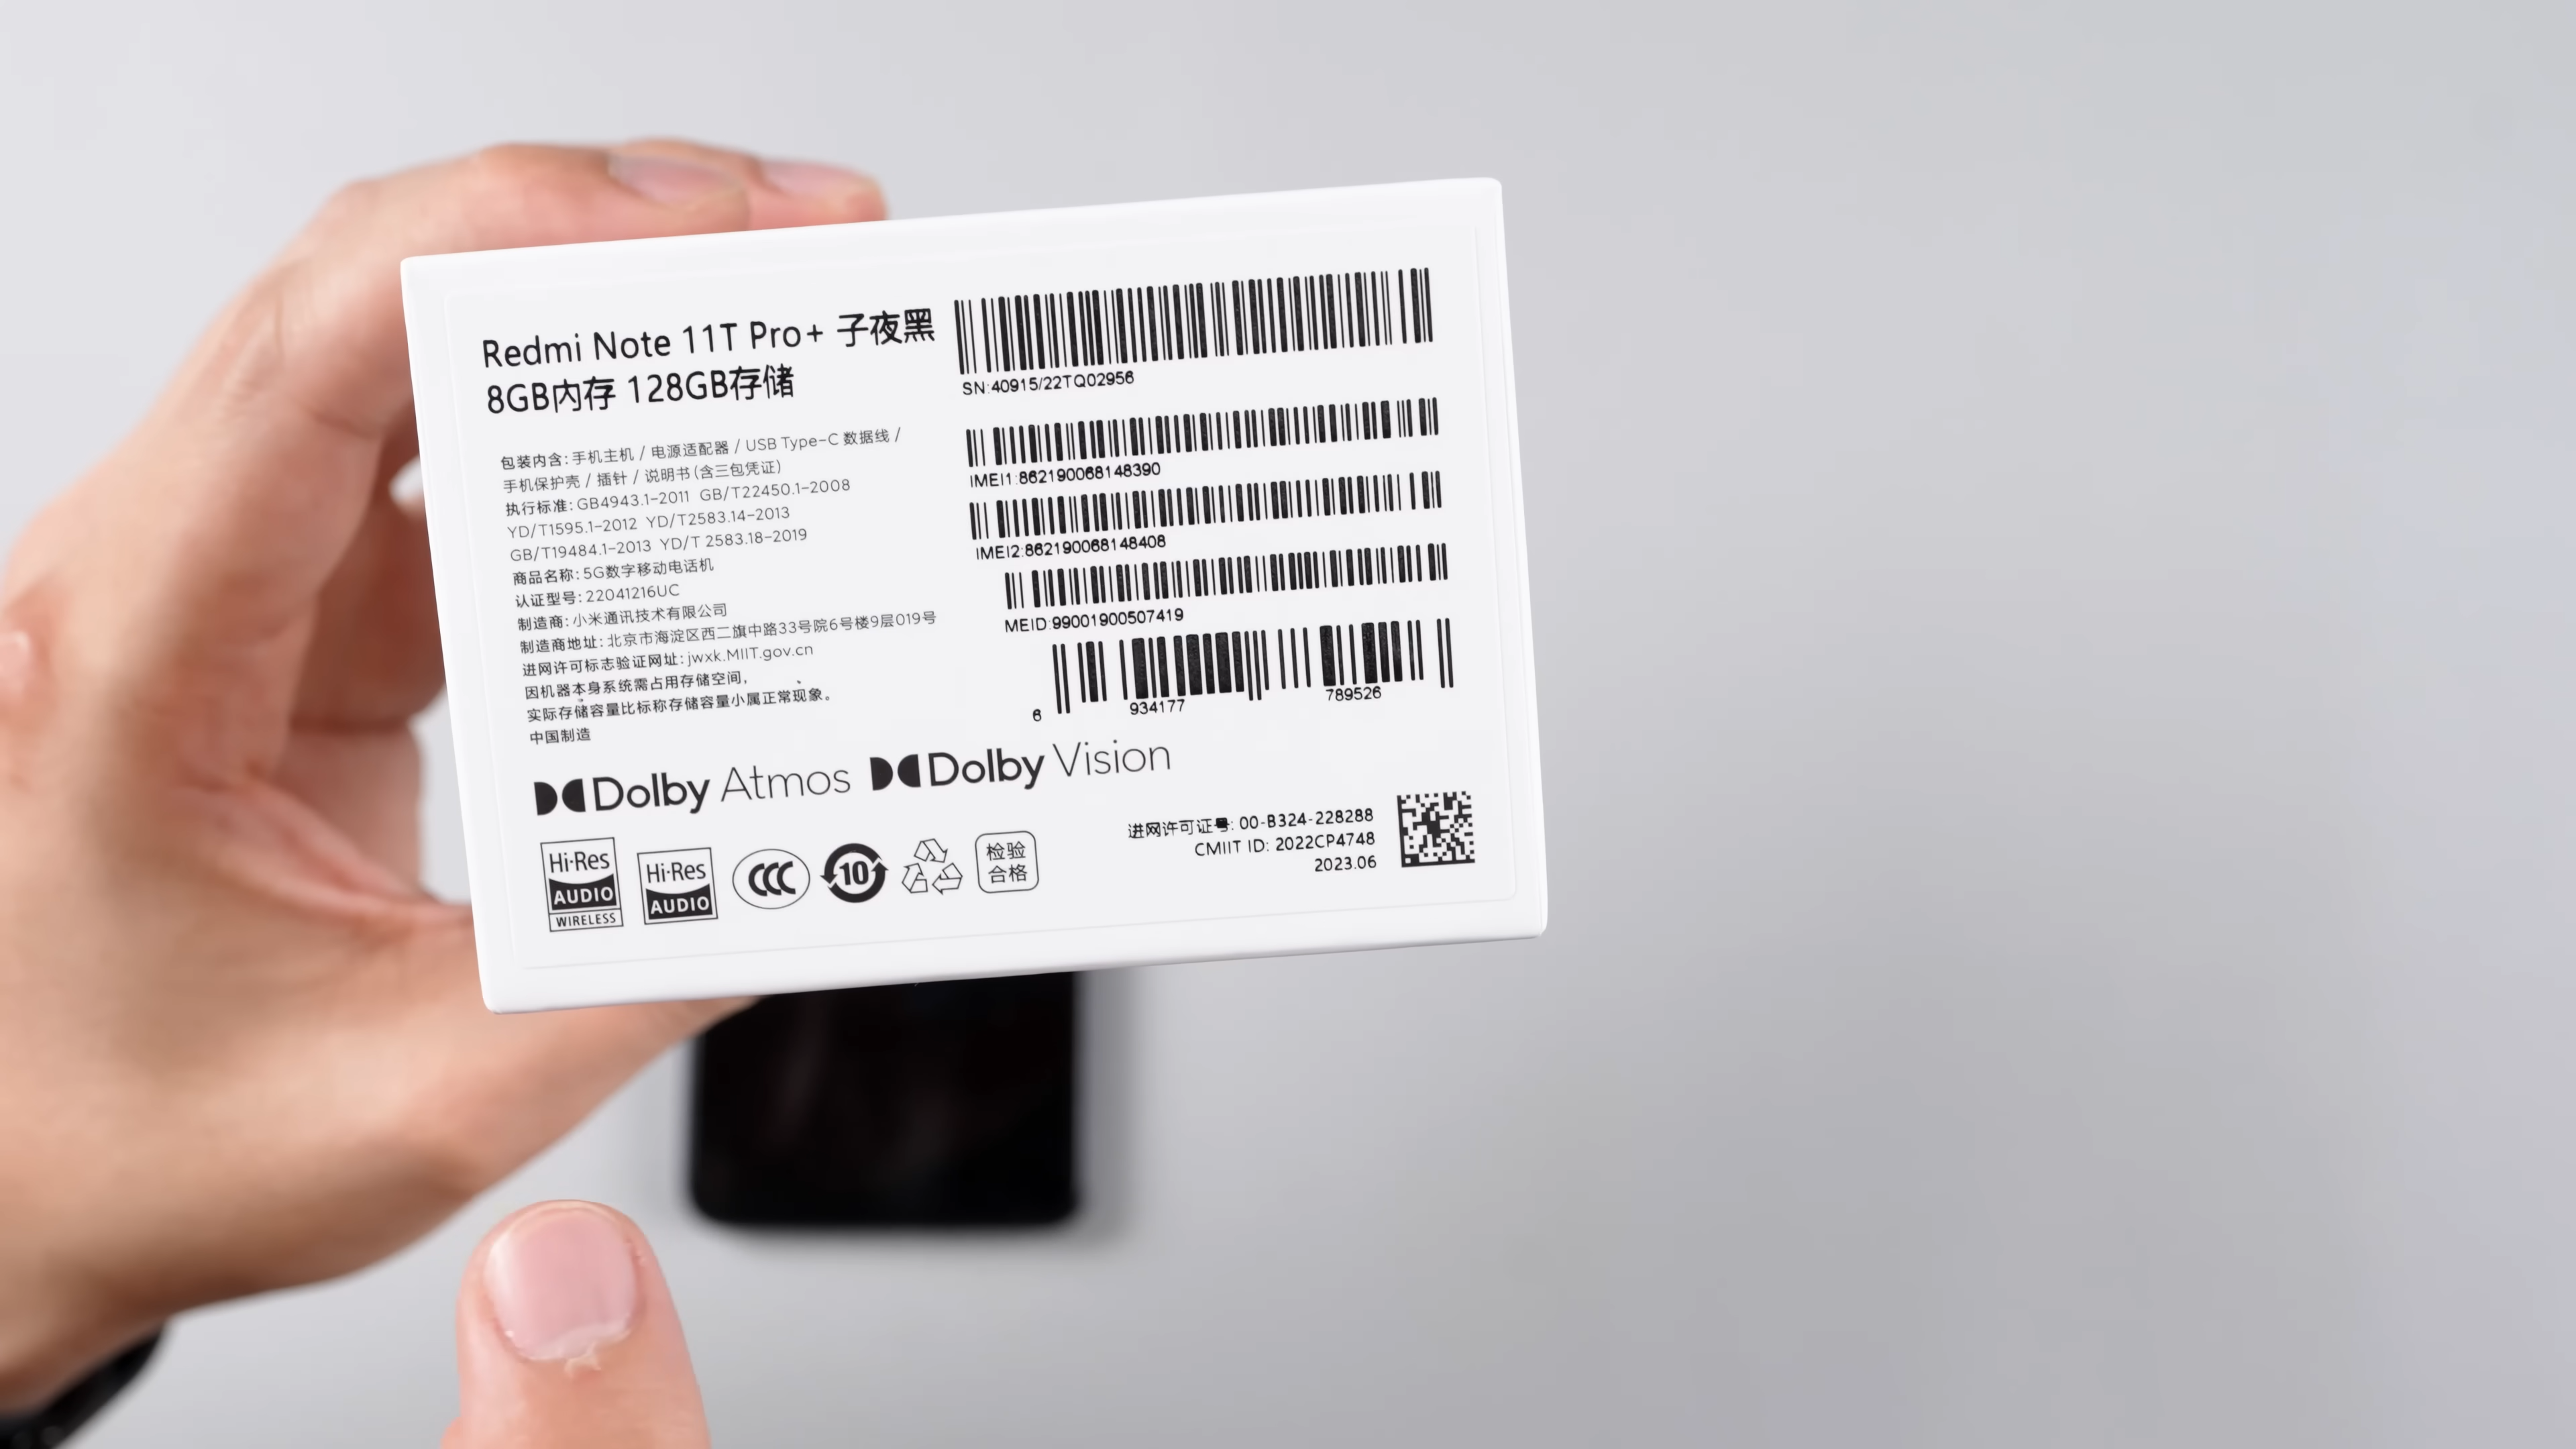 Redmi Note 11T Pro+ 子夜黑
8GB内存 128GB存储
包装内含: 手机主机 / 电源适配器 / USB Type-C 数据线 /
手机保护壳 / 插针 / 说明书 (含三包凭证)
执行标准: GB4943.1-2011 GB/T22450.1-2008
YD/T1595.1-2012 YD/T2583.14-2013
GB/T19484.1-2013 YD/T 2583.18-2019
商品名称: 5G数字移动电话机
认证型号: 22041216UC
制造商: 小米通讯技术有限公司
制造商地址: 北京市海淀区西二旗中路33号院6号楼9层019号
进网许可标志验证网址: jwxk.MIIT.gov.cn
因机器本身系统需占用存储空间,
实际存储容量比标称存储容量小属正常现象。
中国制造
SN:40915/22TQ02956
IMEI1:862190068148390
IMEI2:862190068148408
MEID:99001900507419
6 934177 789526
Dolby Atmos Dolby Vision
Hi-Res AUDIO WIRELESS
Hi-Res AUDIO
CCC
10
检验
合格
进网许可证号: 00-B324-228288
CMIIT ID: 2022CP4748
2023.06